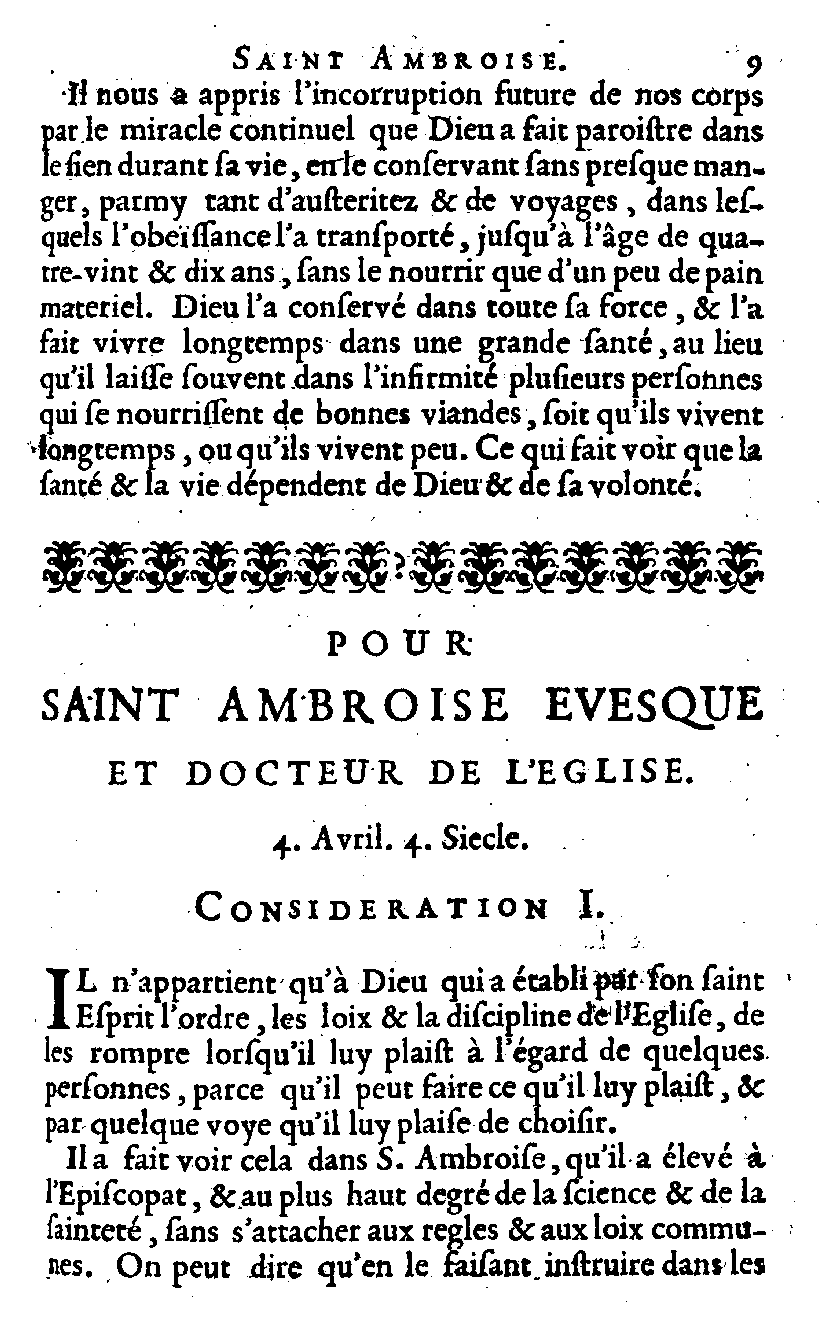 SAINT AMBROISE. 9
Il nous a appris l'incorruption future de nos corps
par le miracle continuel que Dieu a fait paroiſtre dans
le ſien durant ſa vie, en le conſervant ſans preſque man-
ger, parmy tant d'auſteritez & de voyages, dans leſ-
quels l'obeïſſance l'a tranſporté, juſqu'à l'âge de qua-
tre-vint & dix ans, ſans le nourrir que d'un peu de pain
materiel. Dieu l'a conſervé dans toute ſa force, & l'a
fait vivre longtemps dans une grande ſanté, au lieu
qu'il laiſſe ſouvent dans l'infirmité pluſieurs perſonnes
qui ſe nourriſſent de bonnes viandes, ſoit qu'ils vivent
longtemps, ou qu'ils vivent peu. Ce qui fait voir que la
ſanté & la vie dépendent de Dieu & de ſa volonté.
POUR
SAINT AMBROISE EVESQUE
ET DOCTEUR DE L'EGLISE.
4. Avril. 4. Siecle.
CONSIDERATION I.
IL n'appartient qu'à Dieu qui a établi par ſon ſaint
Eſprit l'ordre, les loix & la diſcipline de l'Egliſe, de
les rompre lorſqu'il luy plaiſt à l'égard de quelques
perſonnes, parce qu'il peut faire ce qu'il luy plaiſt, &
par quelque voye qu'il luy plaiſe de choiſir.
Il a fait voir cela dans S. Ambroiſe, qu'il a élevé à
l'Epiſcopat, & au plus haut degré de la ſcience & de la
ſainteté, ſans s'attacher aux regles & aux loix commu-
nes. On peut dire qu'en le faiſant inſtruire dans les